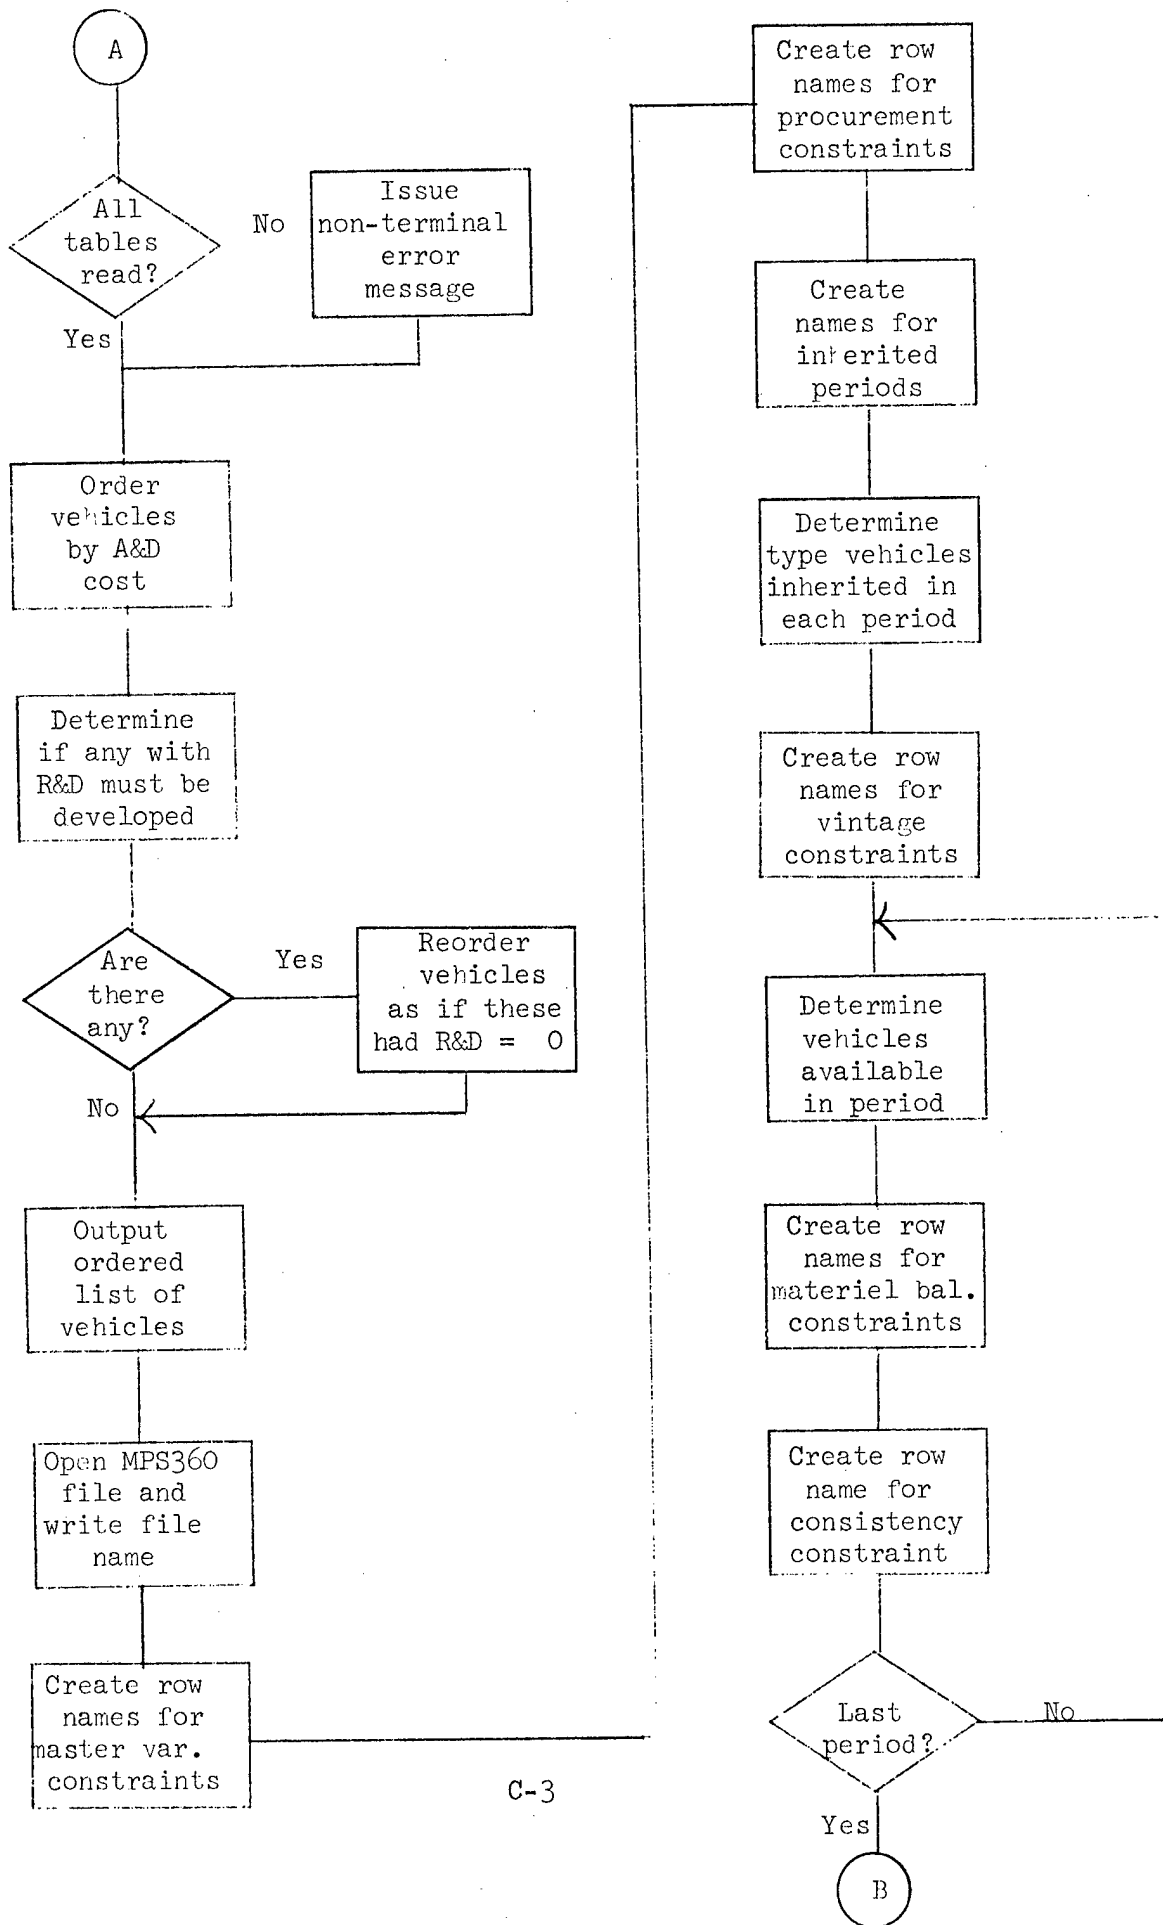 A
All
tables
read?
No
Issue
non-terminal
error
message
Yes
Order
vehicles
by A&D
cost
Determine
if any with
R&D must be
developed
Are
there
any?
Yes
Reorder
vehicles
as if these
had R&D = 0
No
Output
ordered
list of
vehicles
Open MPS360
file and
write file
name
Create row
names for
master var.
constraints
Create row
names for
procurement
constraints
Create
names for
inherited
periods
Determine
type vehicles
inherited in
each period
Create row
names for
vintage
constraints
Determine
vehicles
available
in period
Create row
names for
materiel bal.
constraints
Create row
name for
consistency
constraint
Last
period?
No
Yes
B
C-3